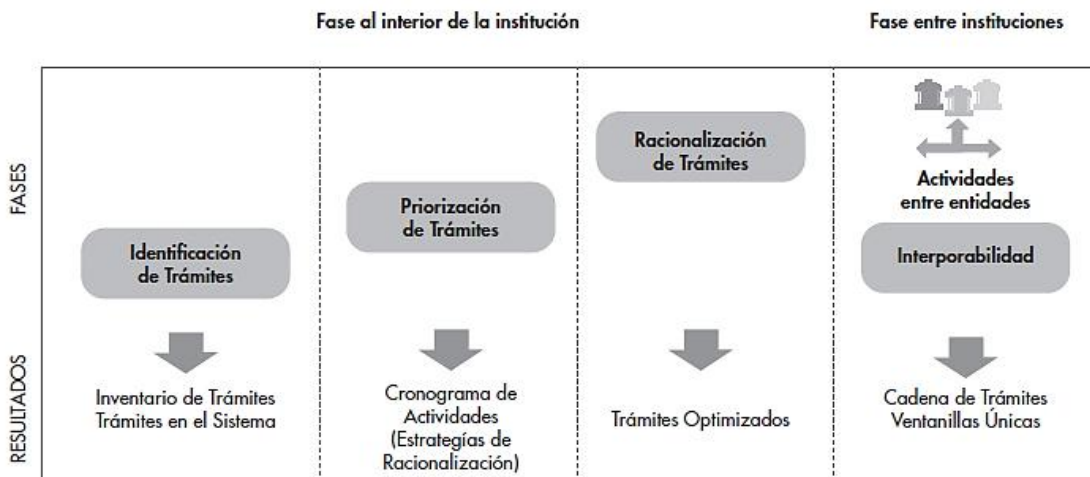 Fase al interior de la institución
Fase entre instituciones
FASES
Identificación
de Trámites
Priorización
de Trámites
Racionalización
de Trámites
Actividades
entre entidades
Interporabilidad
RESULTADOS
Inventario de Trámites
Trámites en el Sistema
Cronograma de
Actividades
(Estrategías de
Racionalización)
Trámites Optimizados
Cadena de Trámites
Ventanillas Únicas